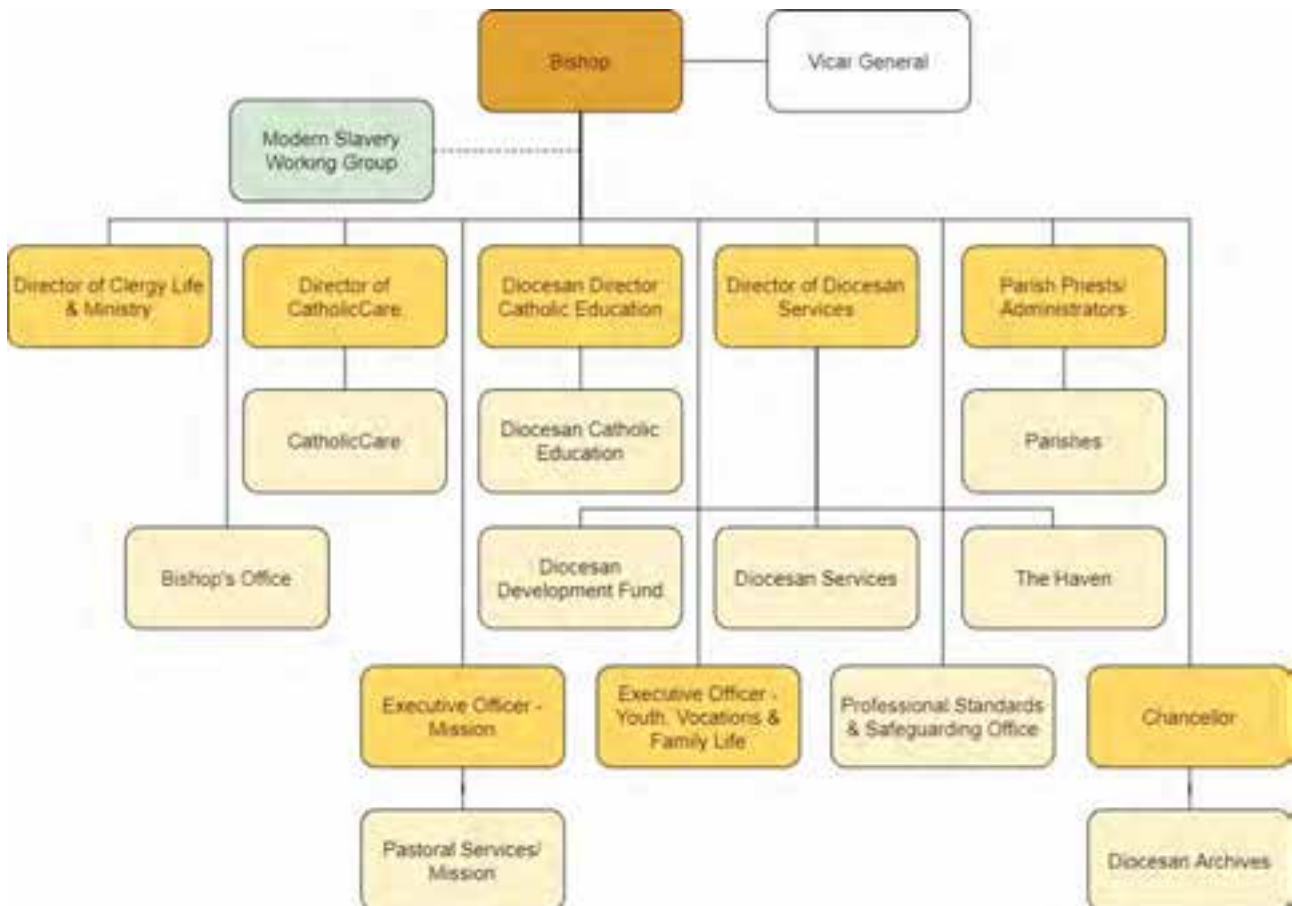 Bishop
Vicar General
Modern Slavery
Working Group
Director of Clergy Life
& Ministry
Director of
CatholicCare
Diocesan Director
Catholic Education
Director of Diocesan
Services
Parish Priests/
Administrators
CatholicCare
Diocesan Catholic
Education
Parishes
Bishop's Office
Diocesan
Development Fund
Diocesan Services
The Haven
Executive Officer -
Mission
Executive Officer -
Youth, Vocations &
Family Life
Professional Standards
& Safeguarding Office
Chancellor
Pastoral Services/
Mission
Diocesan Archives